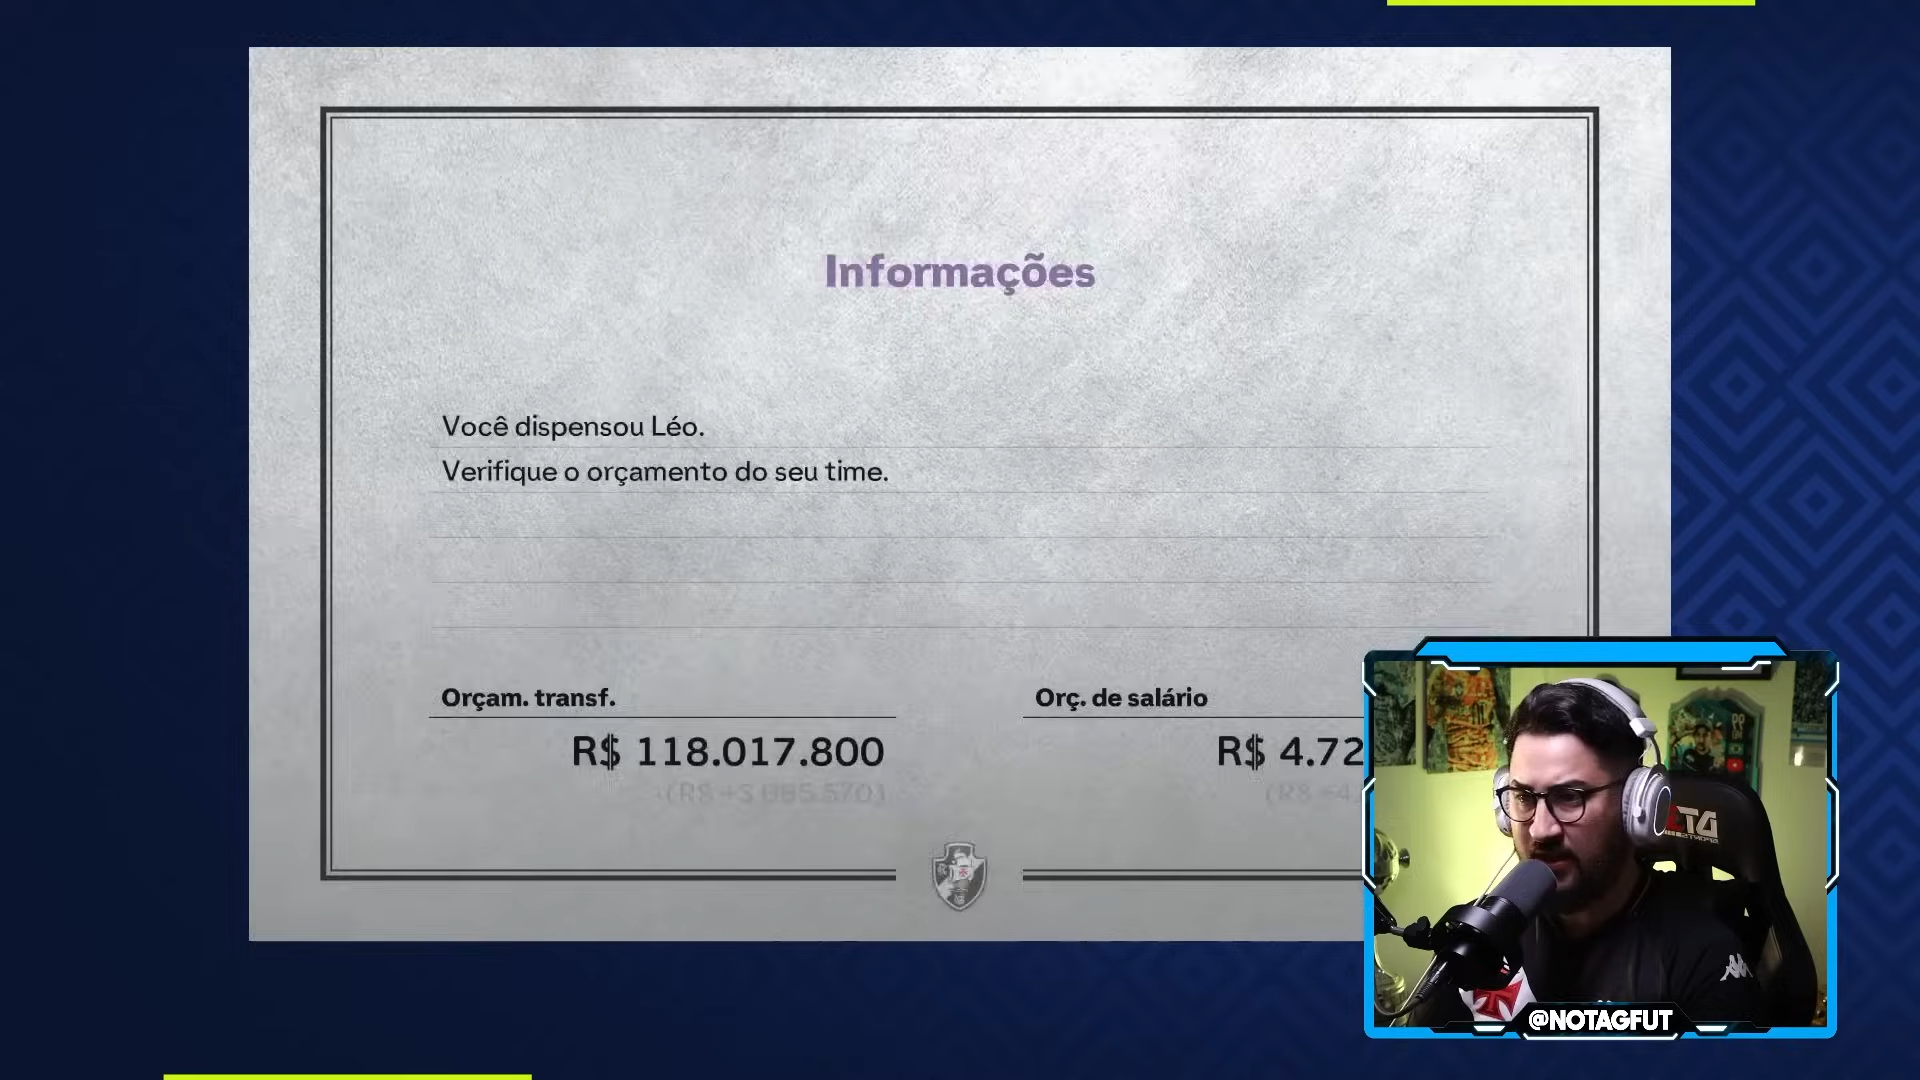 Informações
Você dispensou Léo.
Verifique o orçamento do seu time.
Orçam. transf.
Orç. de salário
R$ 118.017.800
R$ 4.72
@NOTAGFUT